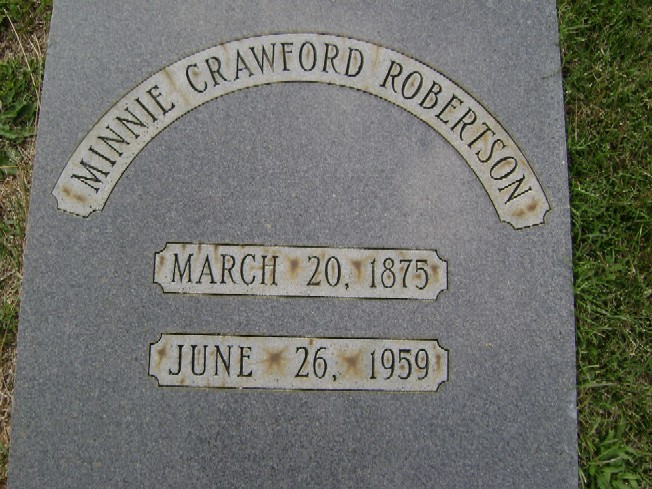 MINNIE CRAWFORD ROBERTSON
MARCH 20, 1875
JUNE 26, 1959